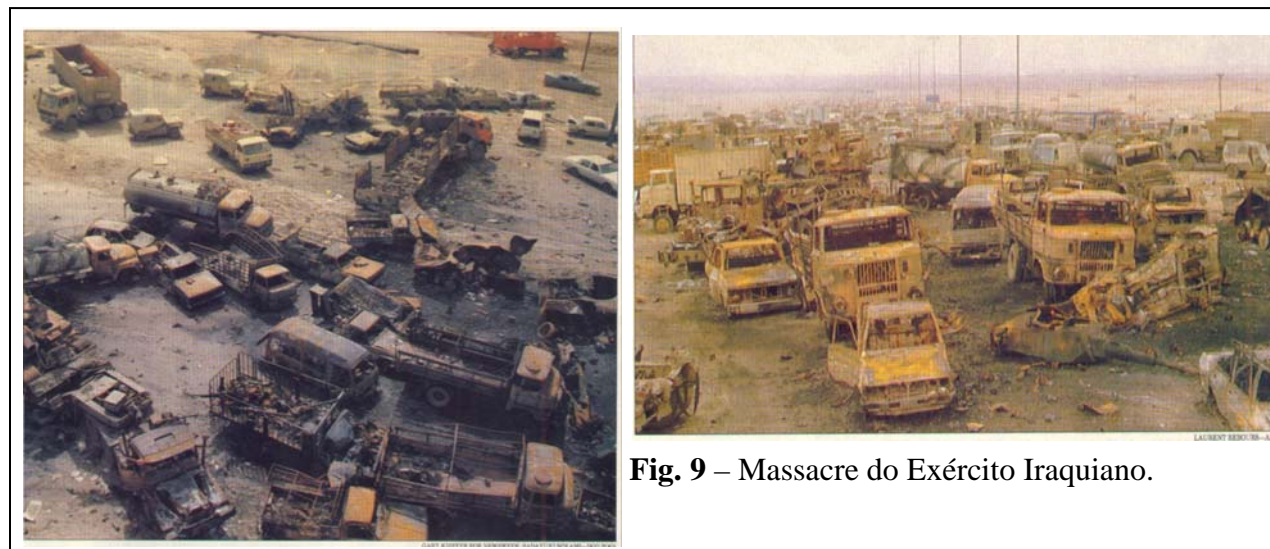 LAURENT REBOURS—A
Fig. 9 – Massacre do Exército Iraquiano.